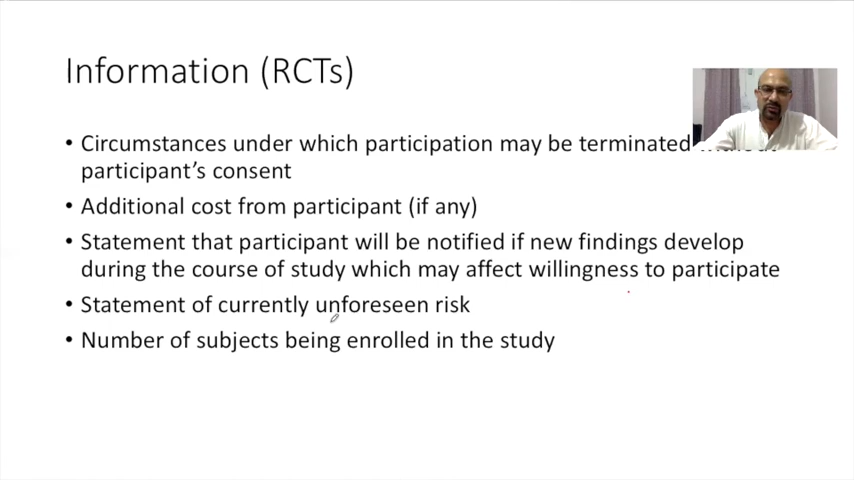 Information (RCTs)
• Circumstances under which participation may be terminated
participant's consent
• Additional cost from participant (if any)
• Statement that participant will be notified if new findings develop
during the course of study which may affect willingness to participate
• Statement of currently unforeseen risk
• Number of subjects being enrolled in the study